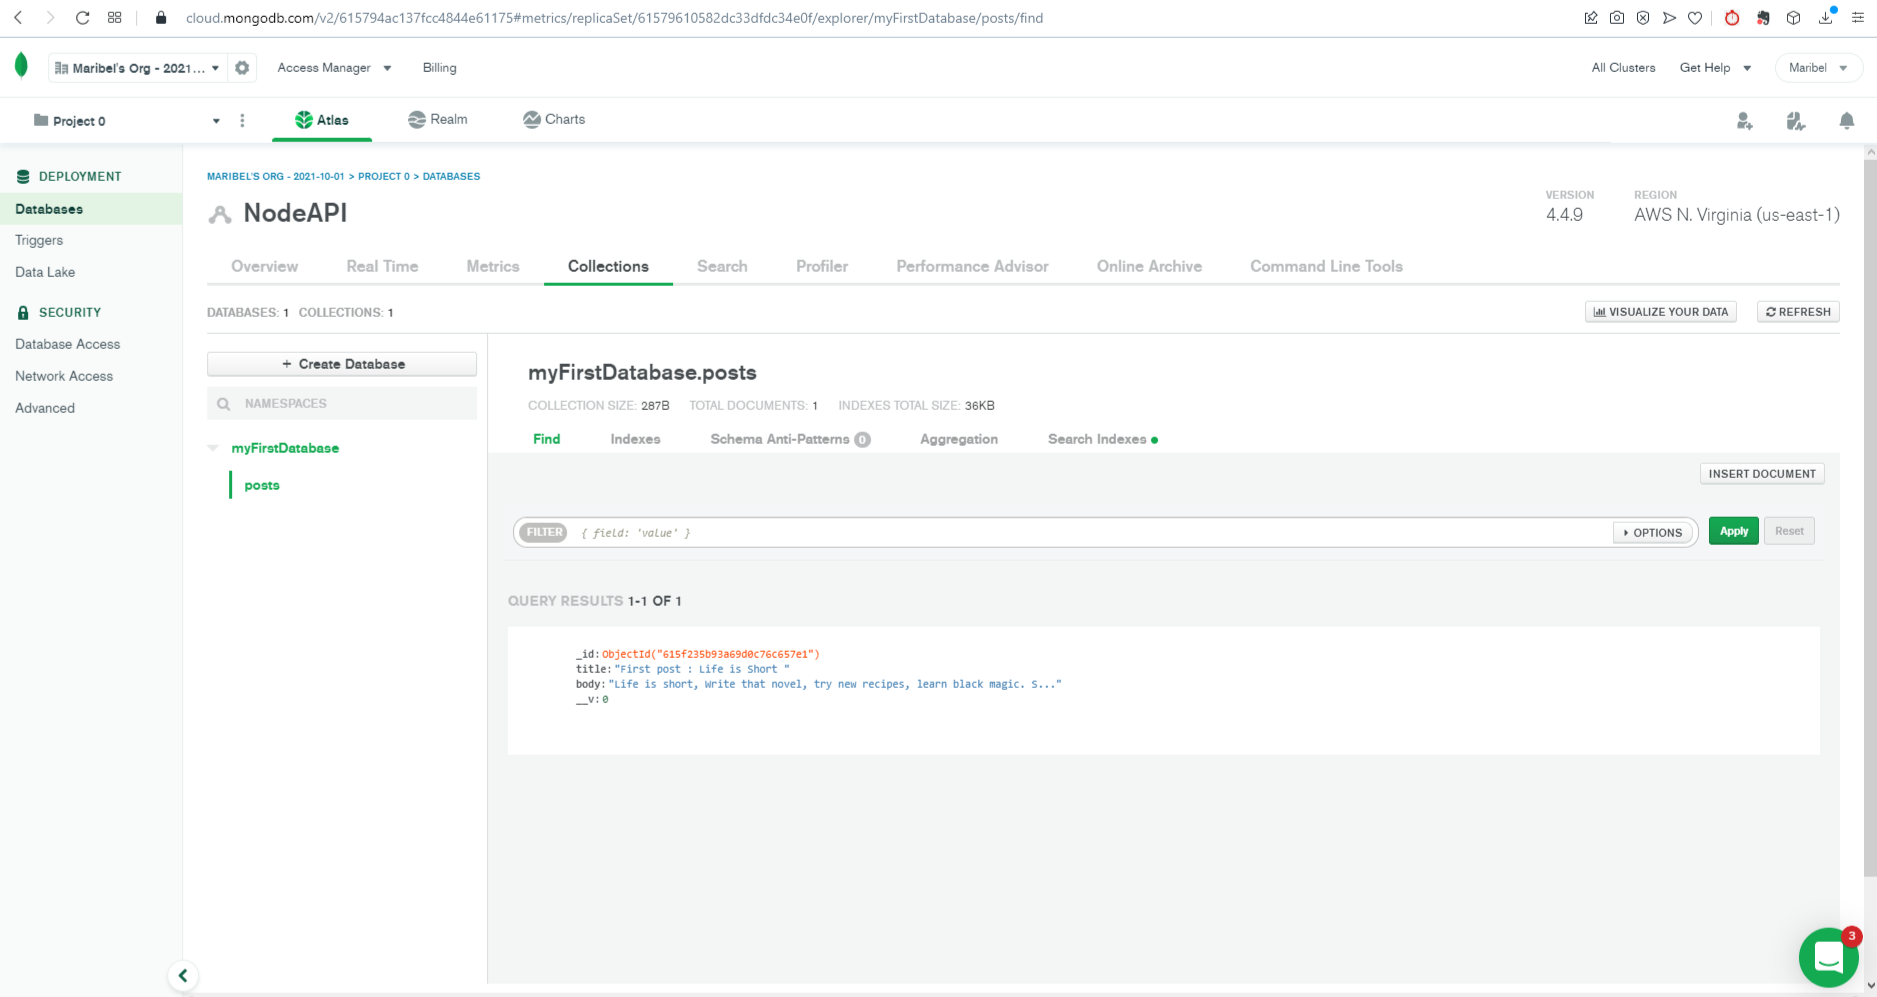 cloud.mongodb.com/v2/615794ac137fcc4844e61175#metrics/replicaSet/61579610582dc33dfdc34e0f/explorer/myFirstDatabase/posts/find
Maribel's Org - 2021... Access Manager Billing All Clusters Get Help Maribel
Project 0 Atlas Realm Charts
DEPLOYMENT
Databases
Triggers
Data Lake
SECURITY
Database Access
Network Access
Advanced
MARIBEL'S ORG - 2021-10-01 > PROJECT 0 > DATABASES
NodeAPI
VERSION
4.4.9
REGION
AWS N. Virginia (us-east-1)
Overview Real Time Metrics Collections Search Profiler Performance Advisor Online Archive Command Line Tools
DATABASES: 1 COLLECTIONS: 1 VISUALIZE YOUR DATA REFRESH
+ Create Database
NAMESPACES
myFirstDatabase
posts
myFirstDatabase.posts
COLLECTION SIZE: 287B TOTAL DOCUMENTS: 1 INDEXES TOTAL SIZE: 36KB
Find Indexes Schema Anti-Patterns 0 Aggregation Search Indexes
INSERT DOCUMENT
FILTER { field: 'value' } OPTIONS Apply Reset
QUERY RESULTS 1-1 OF 1
_id: ObjectId("615f235b93a69d0c76c657e1")
title: "First post : Life is Short "
body: "Life is short, Write that novel, try new recipes, learn black magic. S..."
__v: 0
3